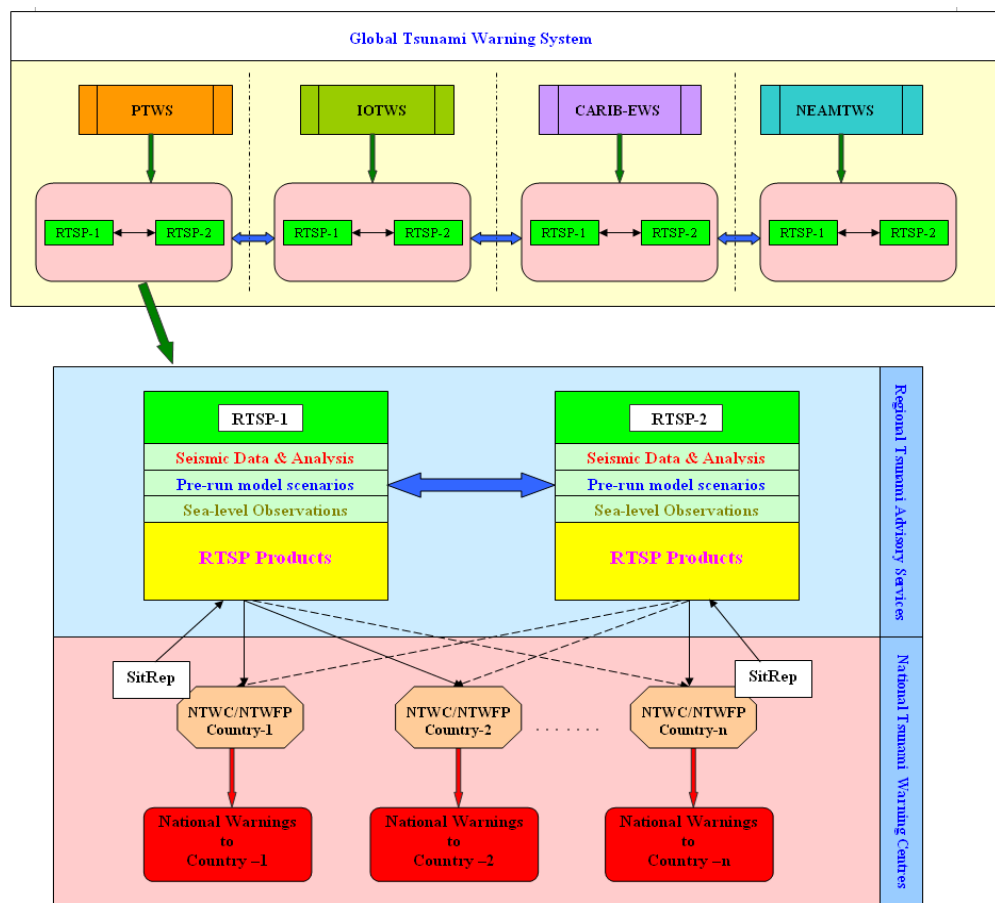 Global Tsunami Warning System
PTWS
IOTWS
CARIB-EWS
NEAMTWS
RTSP-1
RTSP-2
RTSP-1
RTSP-2
RTSP-1
RTSP-2
RTSP-1
RTSP-2
RTSP-1
Seismic Data & Analysis
Pre-run model scenarios
Sea-level Observations
RTSP Products
RTSP-2
Seismic Data & Analysis
Pre-run model scenarios
Sea-level Observations
RTSP Products
Regional Tsunami Advisory Services
SitRep
SitRep
NTWC/NTWFP
Country-1
NTWC/NTWFP
Country-2
. . . . . . .
NTWC/NTWFP
Country-n
National Warnings
to
Country –1
National Warnings
to
Country –2
National Warnings
to
Country –n
National Tsunami Warning Centres